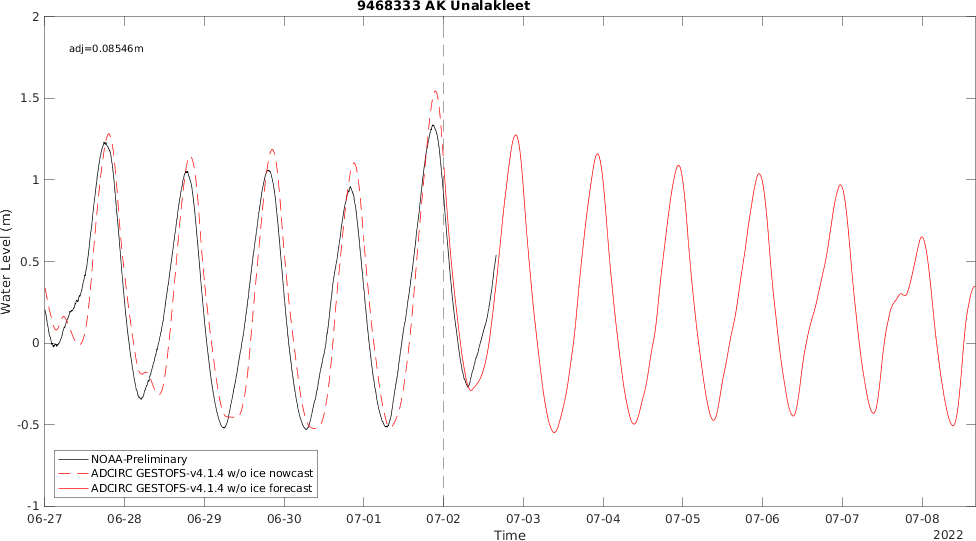 9468333 AK Unalakleet
adj=0.08546m
Water Level (m)
2
1.5
1
0.5
0
-0.5
-1
NOAA-Preliminary
ADCIRC GESTOFS-v4.1.4 w/o ice nowcast
ADCIRC GESTOFS-v4.1.4 w/o ice forecast
06-27 06-28 06-29 06-30 07-01 07-02 07-03 07-04 07-05 07-06 07-07 07-08
Time
2022